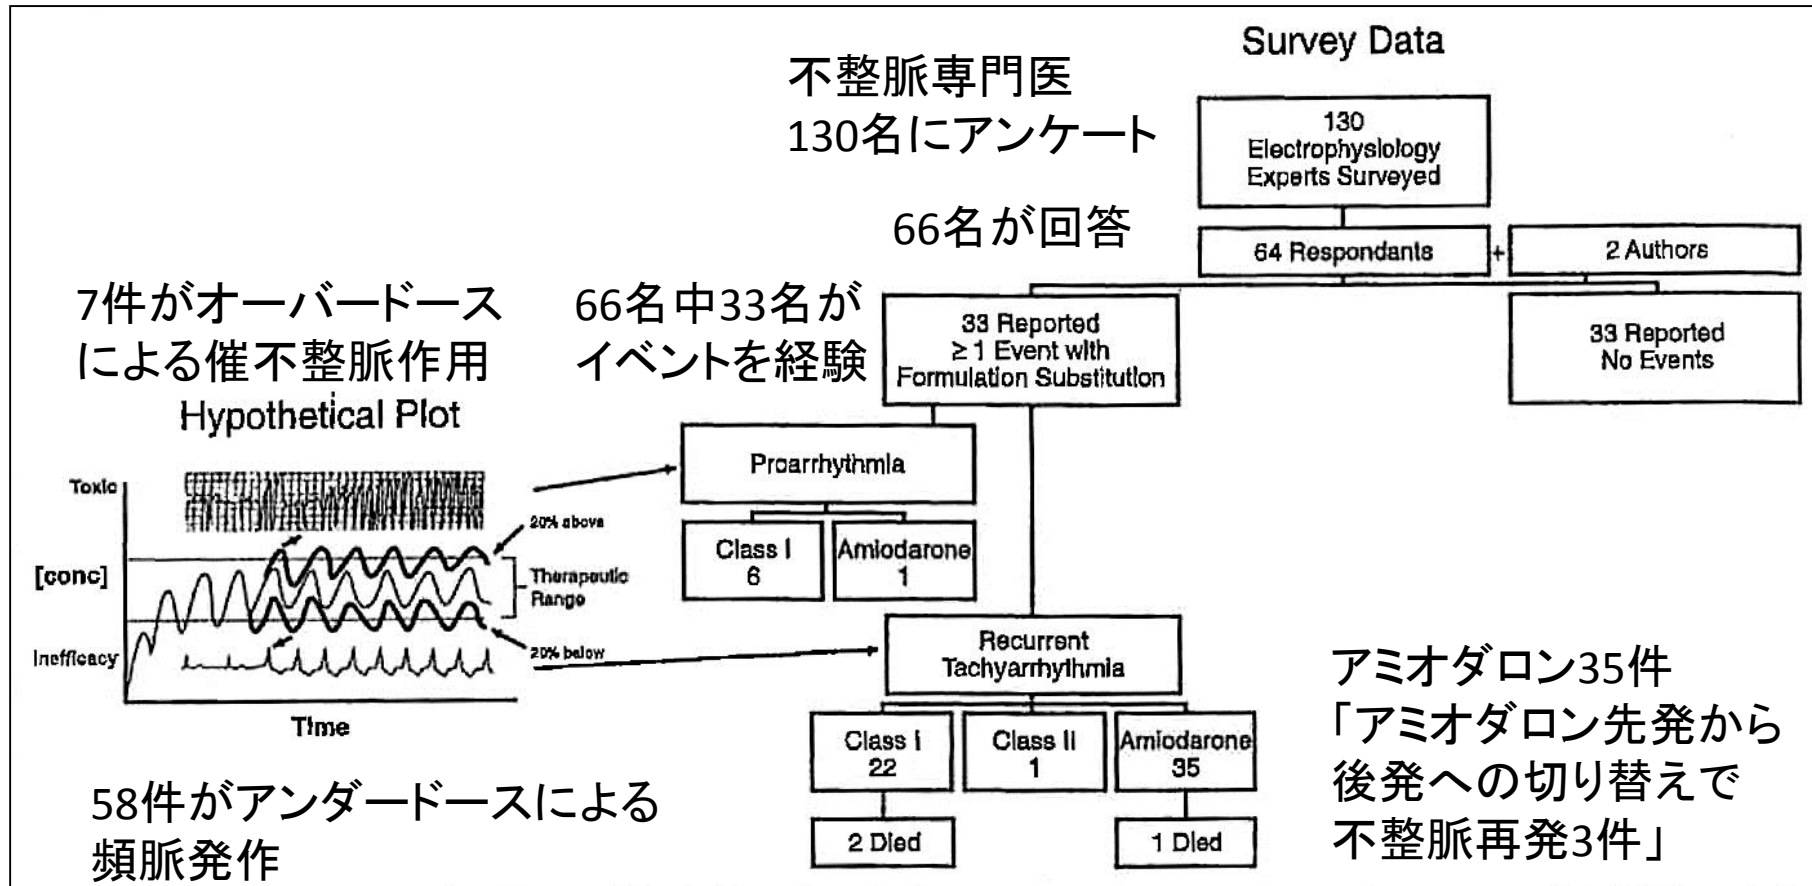 Survey Data
不整脈専門医
130名にアンケート
130
Electrophysiology
Experts Surveyed
66名が回答
64 Respondants
+
2 Authors
7件がオーバードース
による催不整脈作用
66名中33名が
イベントを経験
33 Reported
≥ 1 Event with
Formulation Substitution
33 Reported
No Events
Hypothetical Plot
Proarrhythmia
Class I
6
Amiodarone
1
Toxic
20% above
[conc]
Therapeutic
Range
Inefficacy
20% below
Time
Recurrent
Tachyarrhythmia
Class I
22
Class II
1
Amiodarone
35
2 Died
1 Died
58件がアンダードースによる
頻脈発作
アミオダロン35件
「アミオダロン先発から
後発への切り替えで
不整脈再発3件」